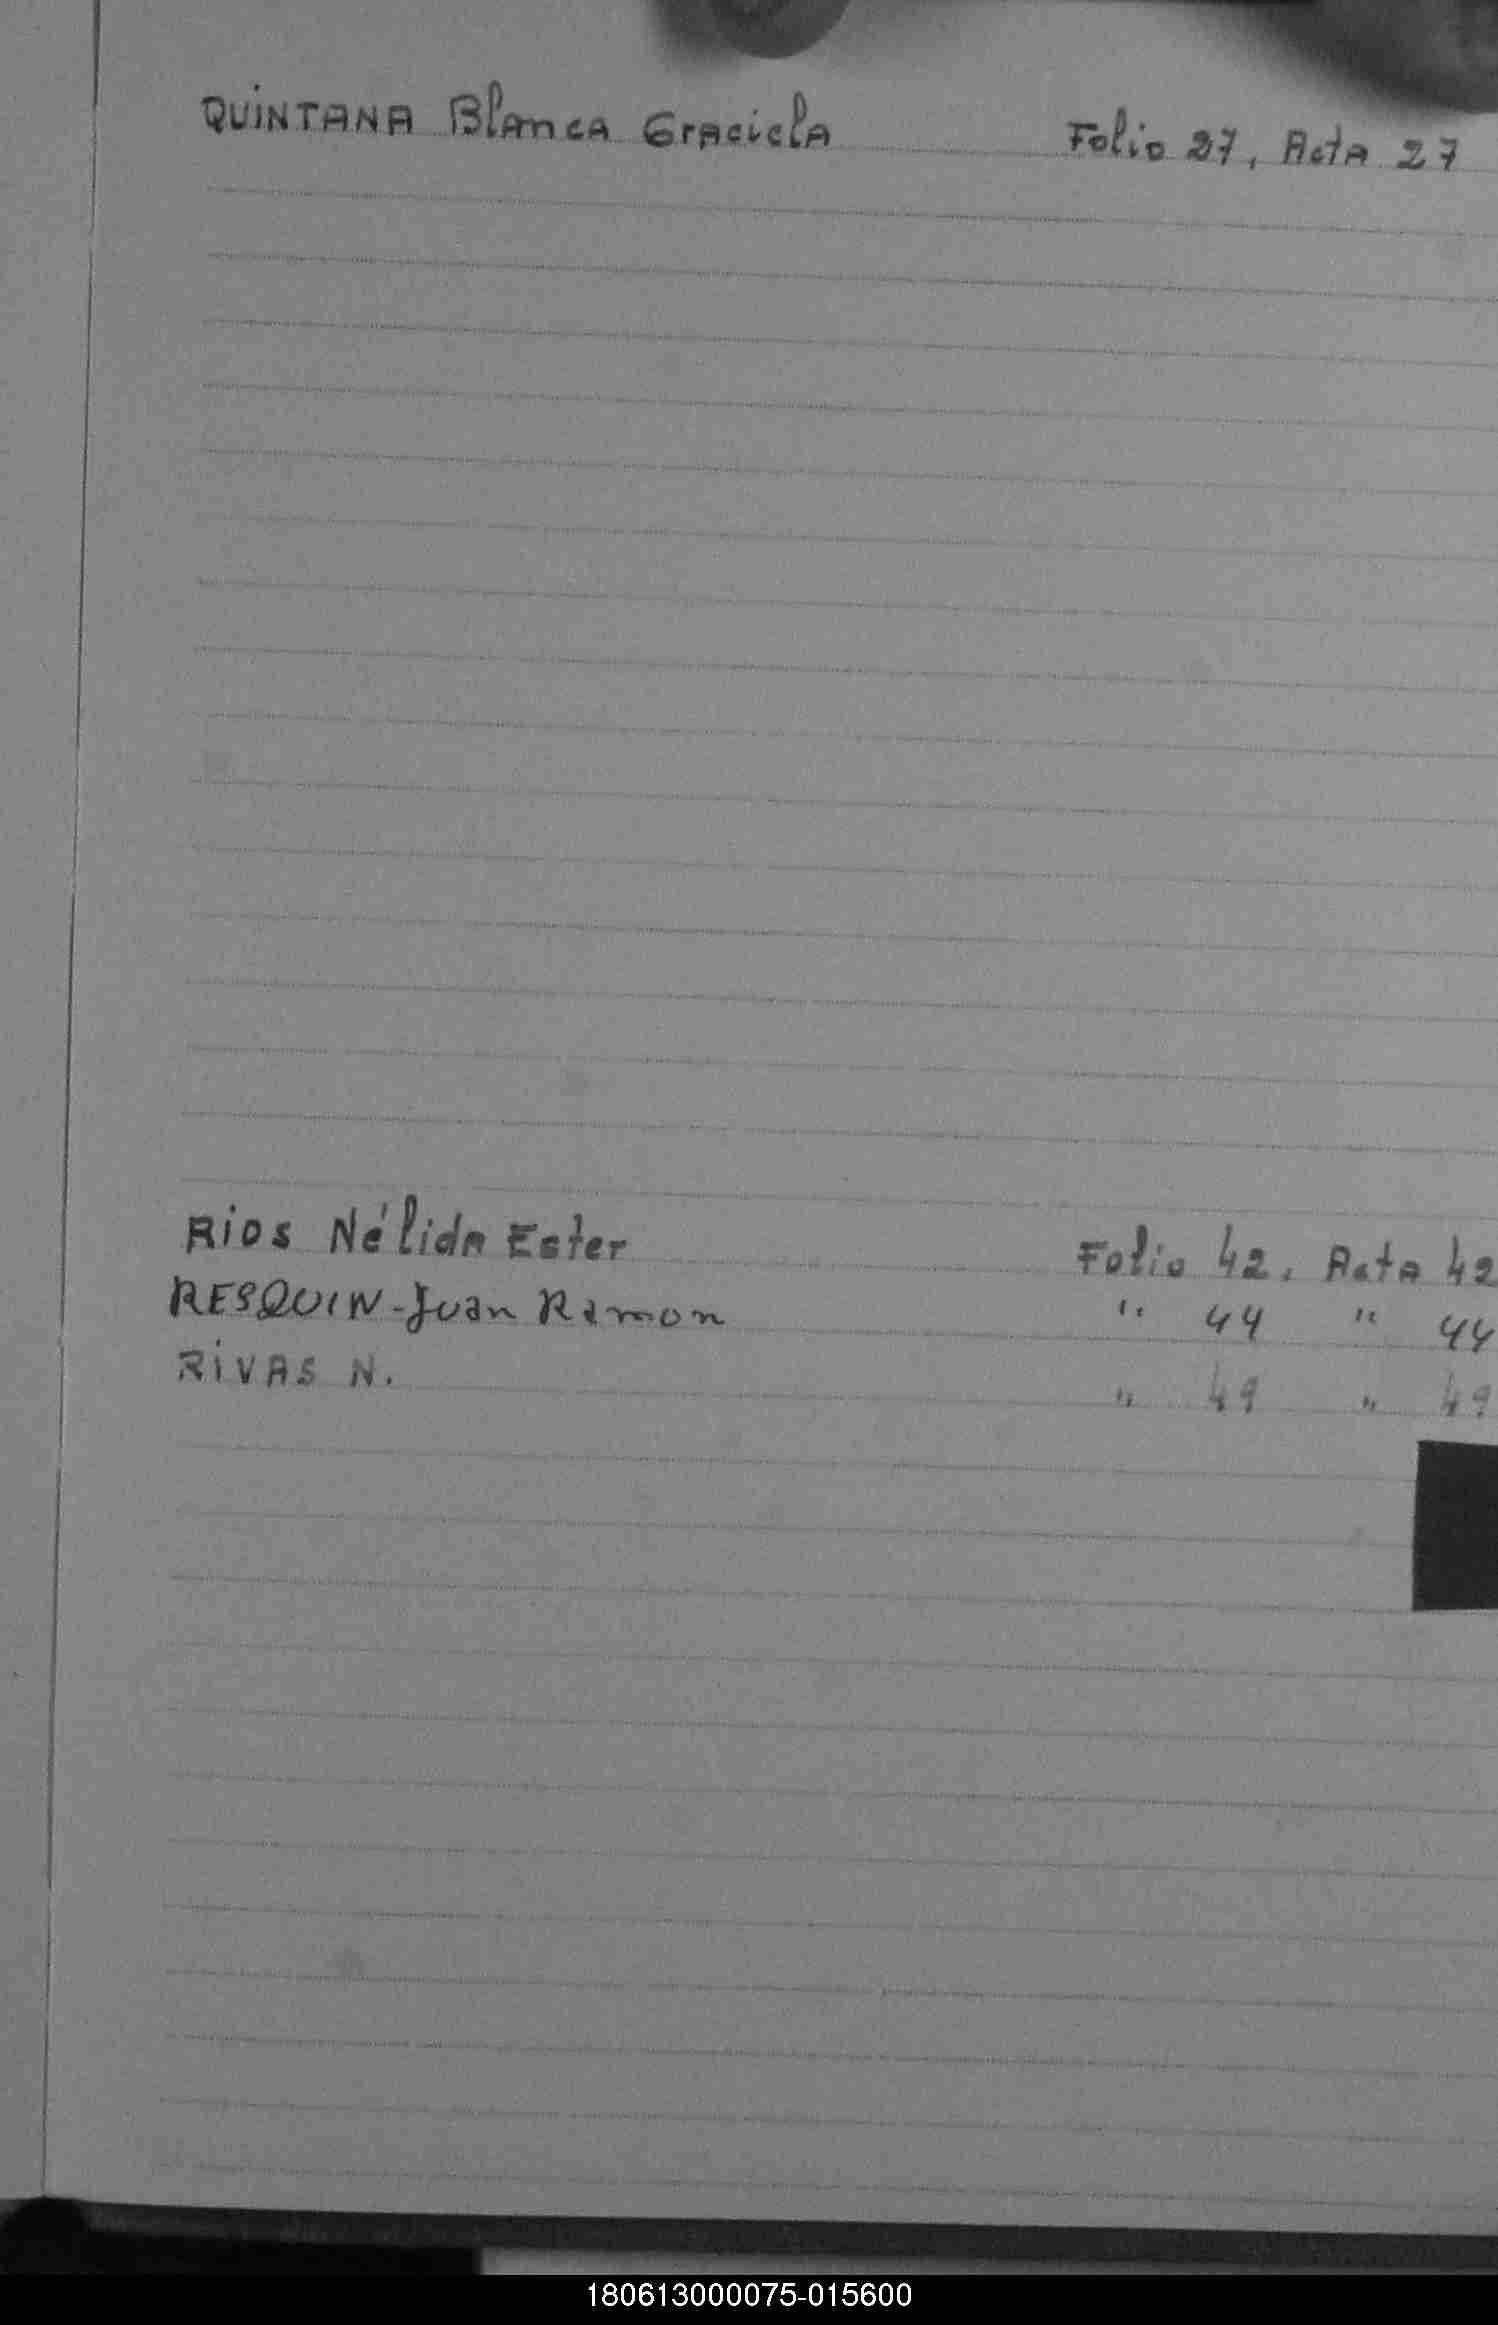 QUINTANA Blanca Graciela Folio 27, Acta 27
Rios Nélida Ester Folio 42, Acta 42
RESQUIN-Juan Ramon " 44 " 44
RIVAS N. " 49 " 49
180613000075-015600